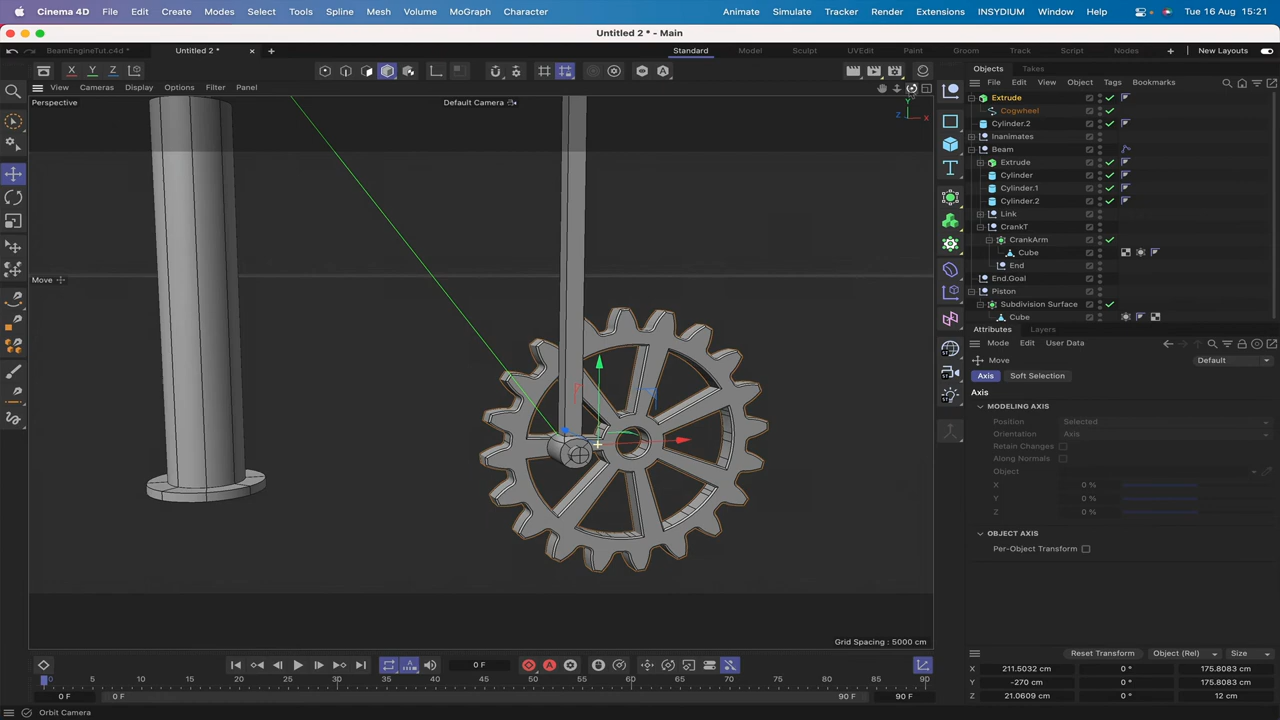 Cinema 4D File Edit Create Modes Select Tools Spline Mesh Volume MoGraph Character Animate Simulate Tracker Render Extensions INSYDIUM Window Help Tue 16 Aug 15:21
Untitled 2 * - Main
BeamEngineTut.c4d * Untitled 2 * Standard Model Sculpt UVEdit Paint Groom Track Script Nodes New Layouts
X Y Z
Objects Takes
View Cameras Display Options Filter Panel
File Edit View Object Tags Bookmarks
Perspective
Default Camera
Y
Z X
Move
Extrude
Cogwheel
Cylinder.2
Inanimates
Beam
Extrude
Cylinder
Cylinder.1
Cylinder.2
Link
CrankT
CrankArm
Cube
End
End.Goal
Piston
Subdivision Surface
Cube
Attributes Layers
Mode Edit User Data
Move Default
Axis Soft Selection
Axis
MODELING AXIS
Position Selected
Orientation Axis
Retain Changes
Along Normals
Object
X 0 %
Y 0 %
Z 0 %
OBJECT AXIS
Per-Object Transform
Grid Spacing : 5000 cm
Reset Transform Object (Rel) Size
X 211.5032 cm 0 ° 175.8083 cm
Y -270 cm 0 ° 175.8083 cm
Z 21.0609 cm 0 ° 12 cm
0 F
0 5 10 15 20 25 30 35 40 45 50 55 60 65 70 75 80 85 90
0 F 0 F 90 F 90 F
Orbit Camera